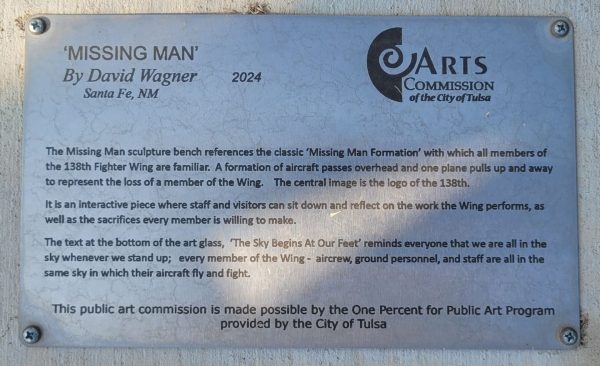 'MISSING MAN'
By David Wagner 2024
Santa Fe, NM
ARTS
COMMISSION
of the City of Tulsa
The Missing Man sculpture bench references the classic 'Missing Man Formation' with which all members of
the 138th Fighter Wing are familiar. A formation of aircraft passes overhead and one plane pulls up and away
to represent the loss of a member of the Wing. The central image is the logo of the 138th.
It is an interactive piece where staff and visitors can sit down and reflect on the work the Wing performs, as
well as the sacrifices every member is willing to make.
The text at the bottom of the art glass, 'The Sky Begins At Our Feet' reminds everyone that we are all in the
sky whenever we stand up; every member of the Wing - aircrew, ground personnel, and staff are all in the
same sky in which their aircraft fly and fight.
This public art commission is made possible by the One Percent for Public Art Program
provided by the City of Tulsa